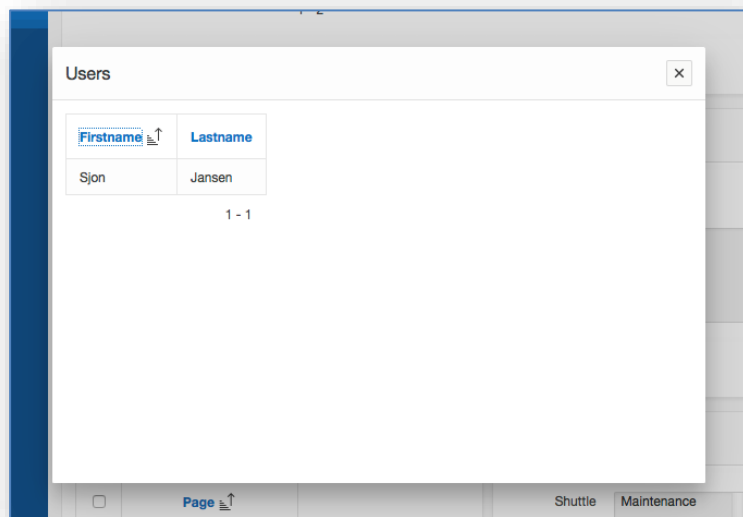 Users
Firstname Lastname
Sjon Jansen
1 - 1
Page Shuttle Maintenance